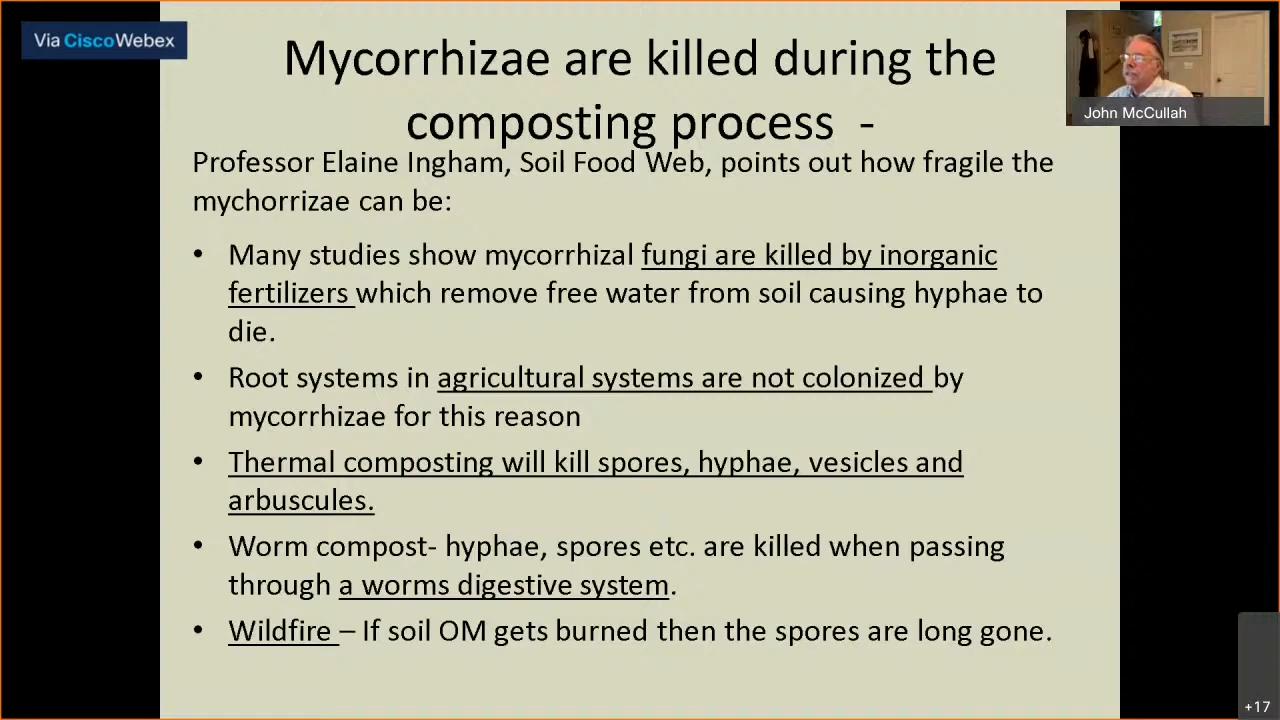 Via CiscoWebex
Mycorrhizae are killed during the
composting process -
John McCullah
Professor Elaine Ingham, Soil Food Web, points out how fragile the
mychorrizae can be:
• Many studies show mycorrhizal fungi are killed by inorganic
fertilizers which remove free water from soil causing hyphae to
die.
• Root systems in agricultural systems are not colonized by
mycorrhizae for this reason
• Thermal composting will kill spores, hyphae, vesicles and
arbuscules.
• Worm compost- hyphae, spores etc. are killed when passing
through a worms digestive system.
• Wildfire – If soil OM gets burned then the spores are long gone.
+17